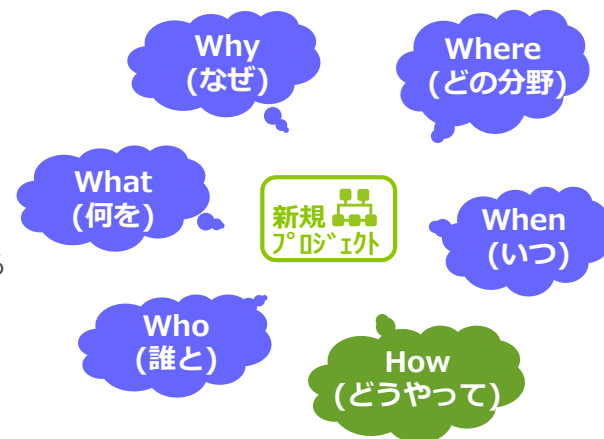 Why
(なぜ)
Where
(どの分野)
What
(何を)
新規
プロジェクト
When
(いつ)
Who
(誰と)
How
(どうやって)